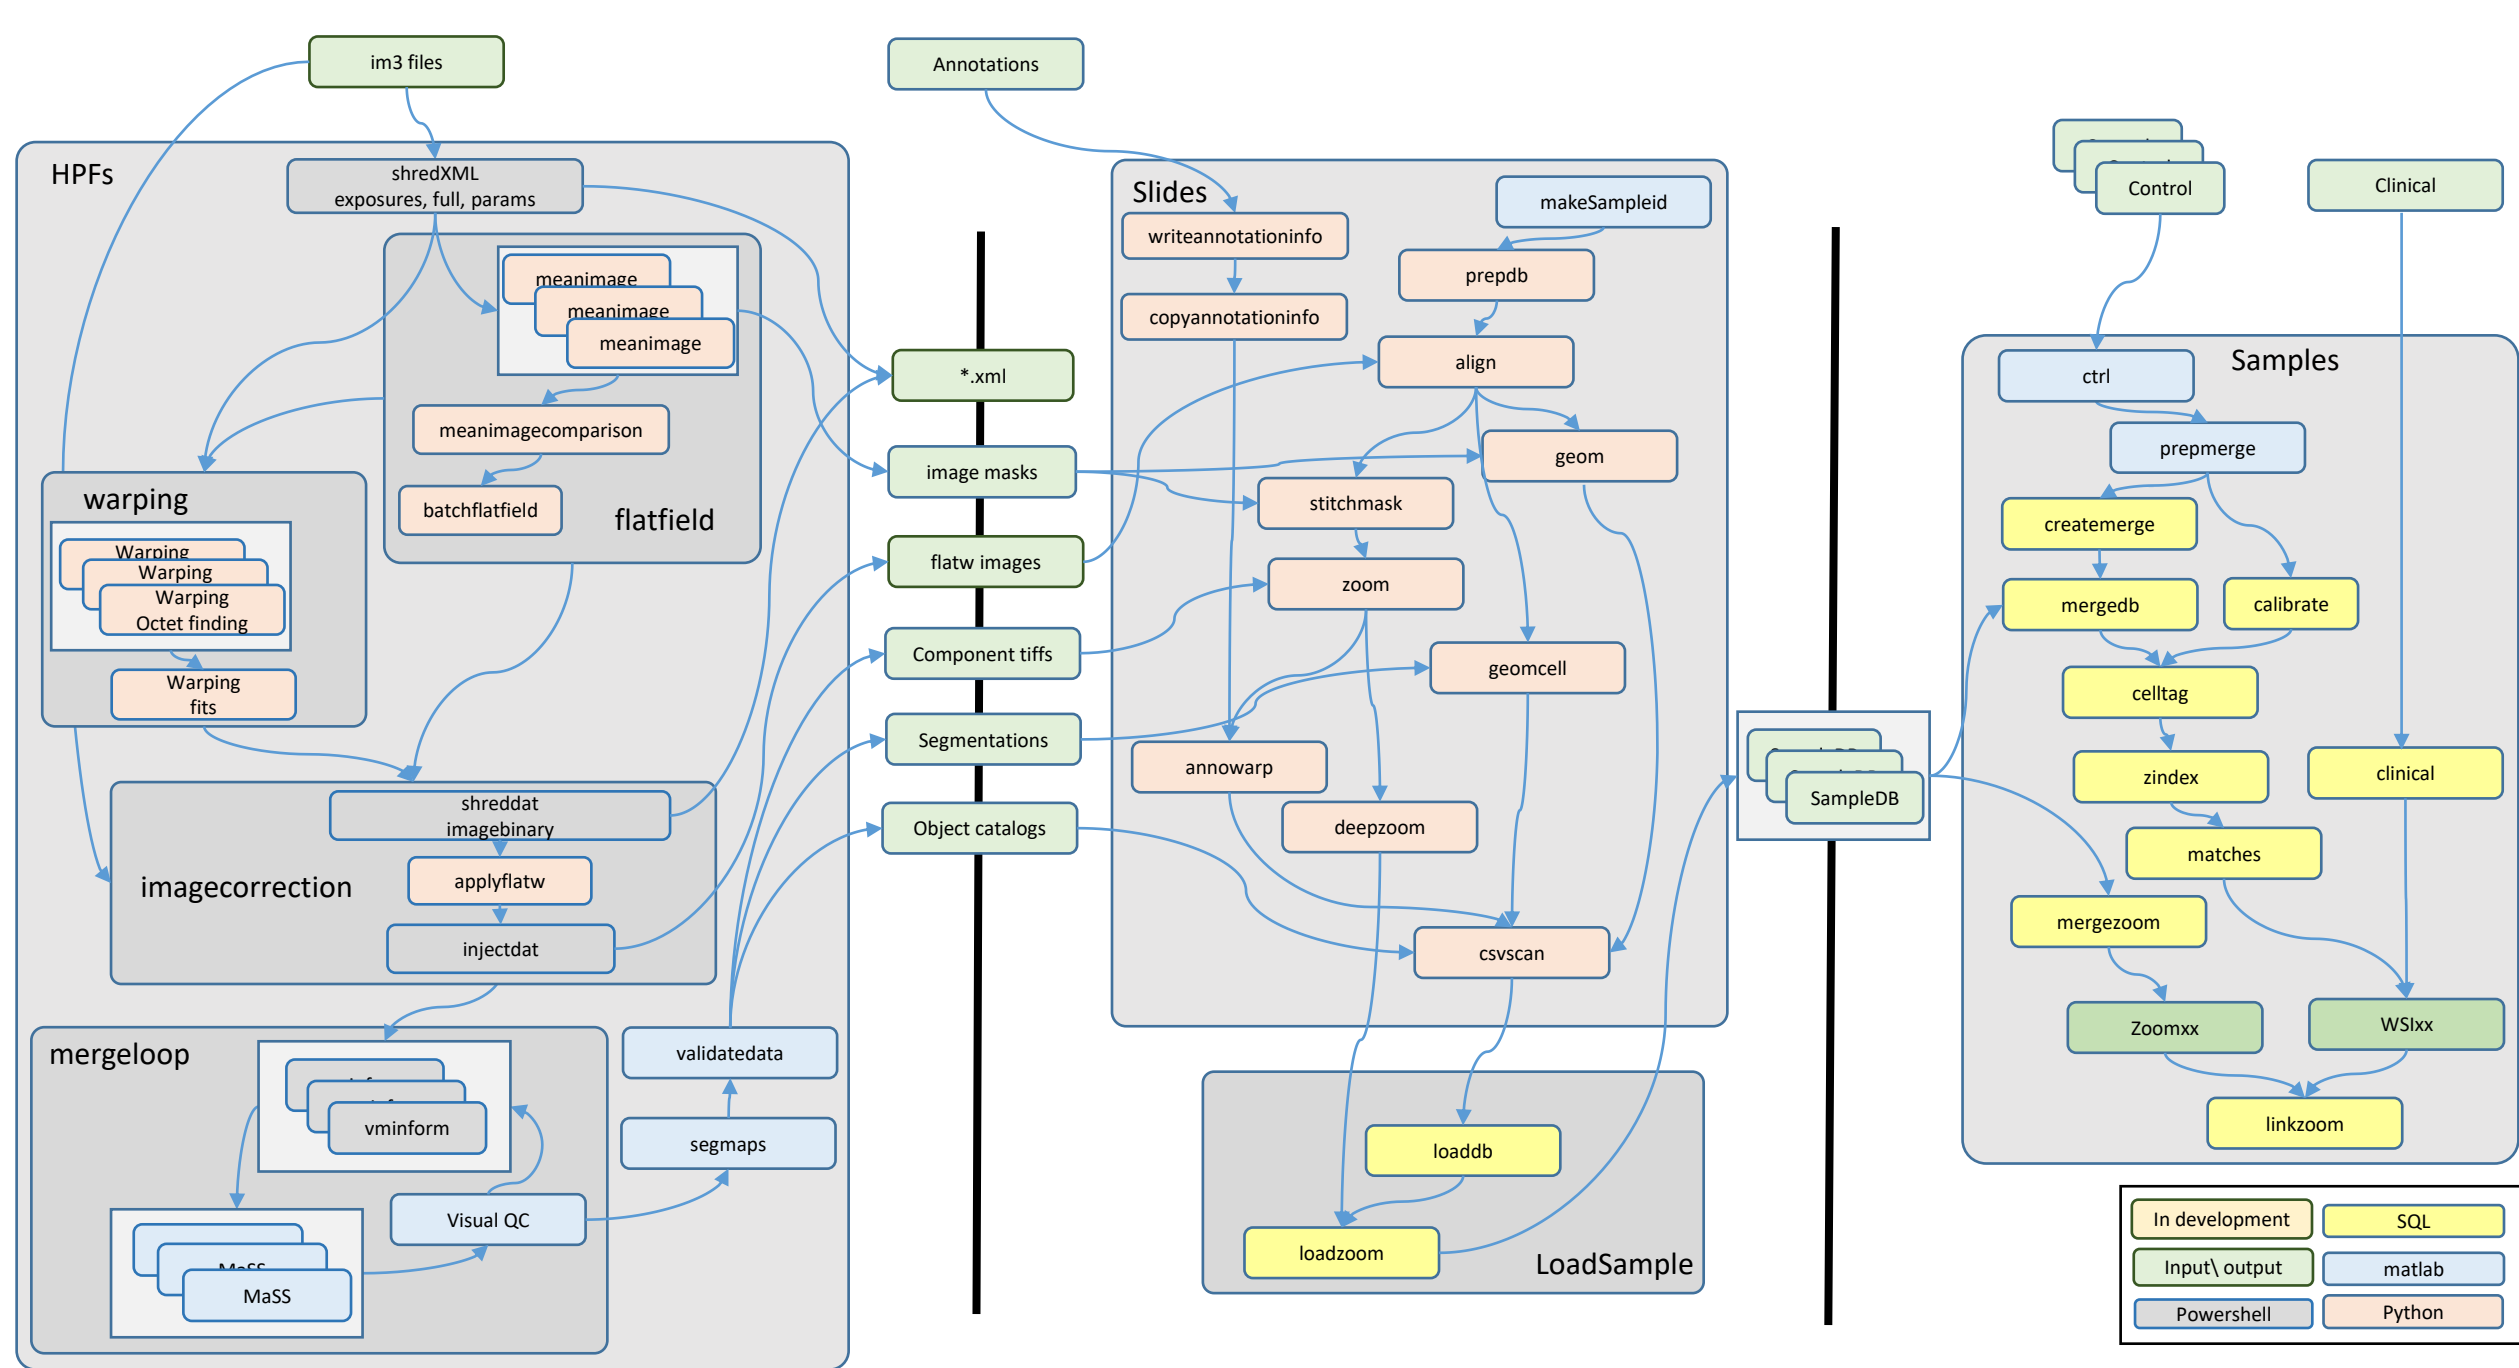 im3 files
Annotations
HPFs
shredXML
exposures, full, params
meanimage
meanimage
meanimage
meanimagecomparison
batchflatfield
flatfield
warping
Warping
Warping
Warping
Octet finding
Warping
fits
imagecorrection
shreddat
imagebinary
applyflatw
injectdat
mergeloop
vminform
MaSS
MaSS
Visual QC
validatedata
segmaps
*.xml
image masks
flatw images
Component tiffs
Segmentations
Object catalogs
Slides
makeSampleid
writeannotationinfo
prepdb
copyannotationinfo
align
geom
stitchmask
zoom
geomcell
annowarp
deepzoom
csvscan
loaddb
loadzoom
LoadSample
SampleDB
Control
Clinical
Samples
ctrl
prepmerge
createmerge
mergedb
calibrate
celltag
zindex
clinical
matches
mergezoom
Zoomxx
WSIxx
linkzoom
In development
SQL
Input\ output
matlab
Powershell
Python